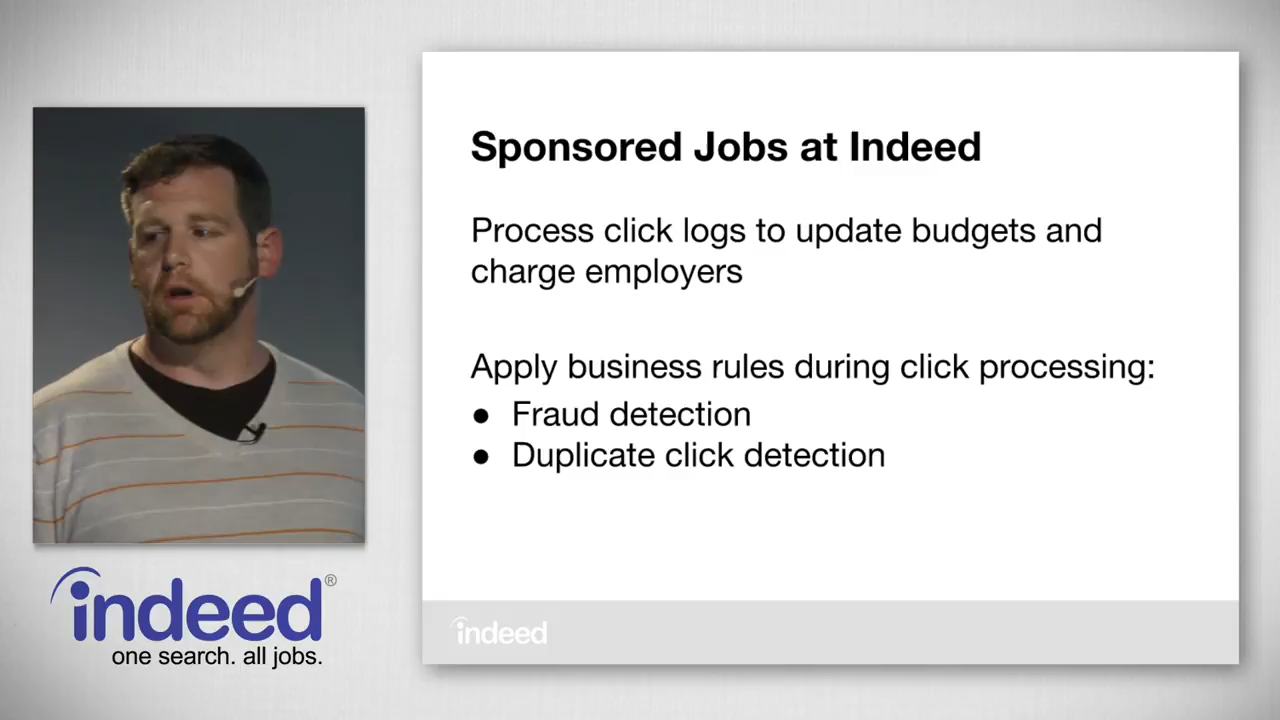 Sponsored Jobs at Indeed
Process click logs to update budgets and
charge employers
Apply business rules during click processing:
● Fraud detection
● Duplicate click detection
indeed
indeed®
one search. all jobs.